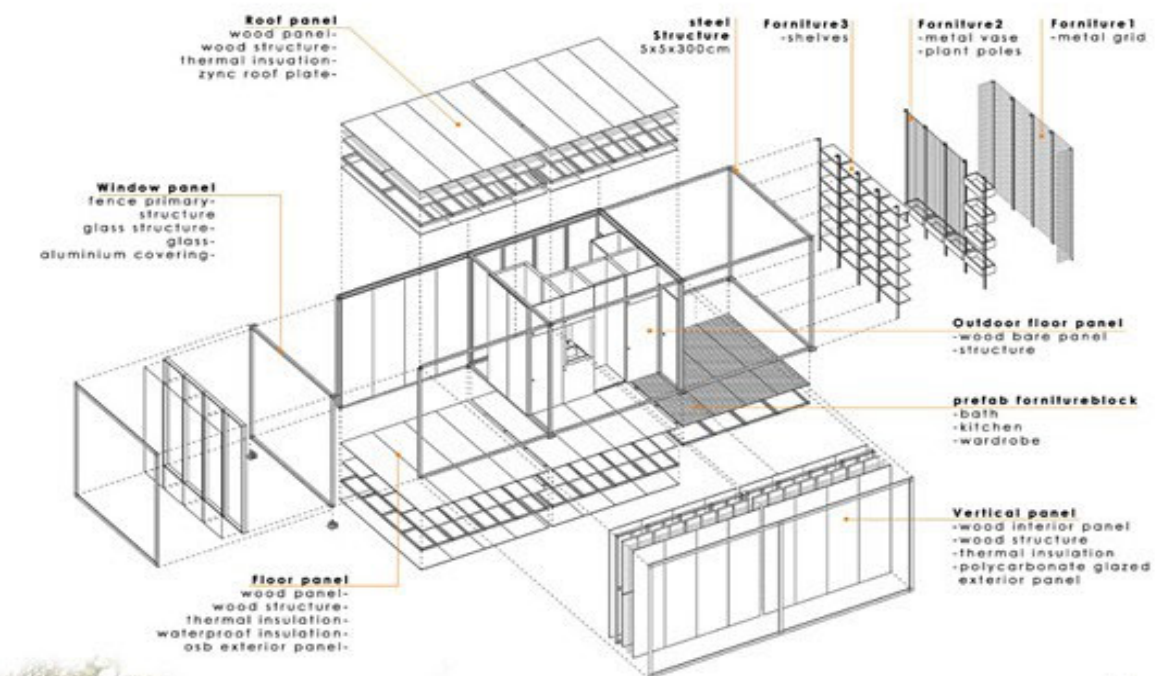 Roof panel
wood panel-
wood structure-
thermal insuation-
zync roof plate-
steel
Structure
5x5x300cm
Forniture3
-shelves
Forniture2
-metal vase
-plant poles
Forniture1
-metal grid
Window panel
fence primary-
structure
glass structure-
glass-
aluminium covering-
Outdoor floor panel
-wood bare panel
-structure
prefab fornitureblock
-bath
-kitchen
-wardrobe
Vertical panel
-wood interior panel
-wood structure
-thermal insulation
-polycarbonate glazed
exterior panel
Floor panel
wood panel-
wood structure-
thermal insulation-
waterproof insulation-
osb exterior panel-